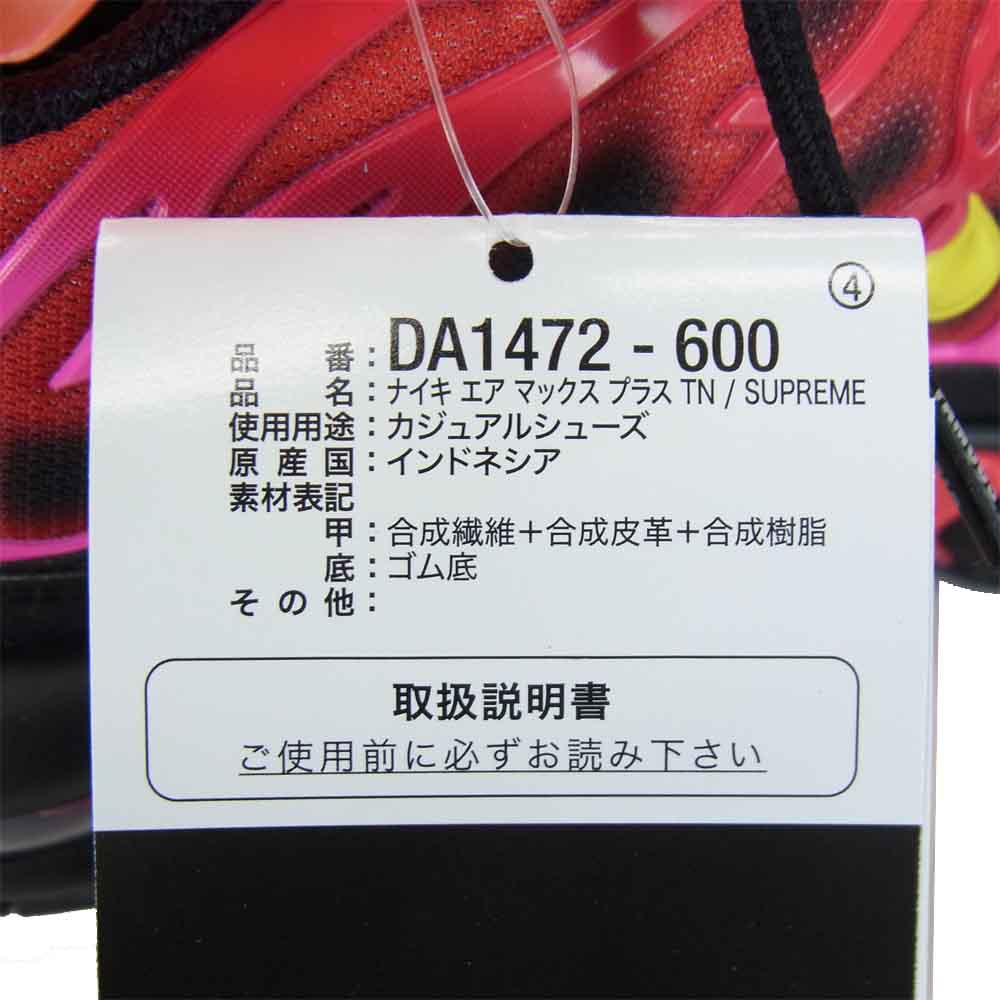 ④
品番：DA1472 - 600
品名：ナイキ エア マックス プラス TN / SUPREME
使用用途：カジュアルシューズ
原産国：インドネシア
素材表記
甲：合成繊維＋合成皮革＋合成樹脂
底：ゴム底
その他：
取扱説明書
ご使用前に必ずお読み下さい